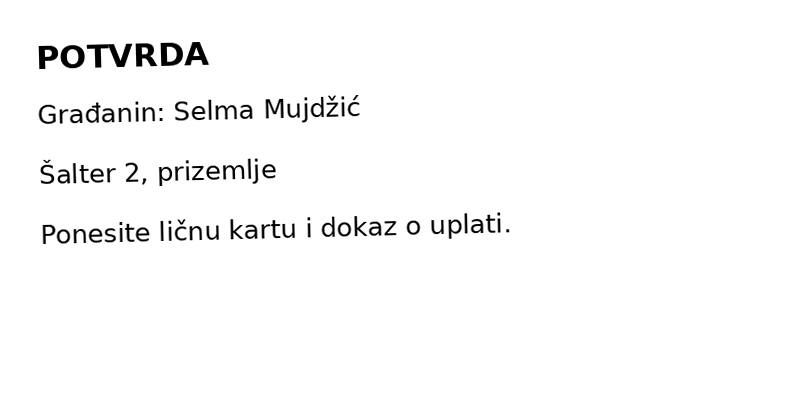 POTVRDA
Građanin: Selma Mujdžić
Šalter 2, prizemlje
Ponesite ličnu kartu i dokaz o uplati.